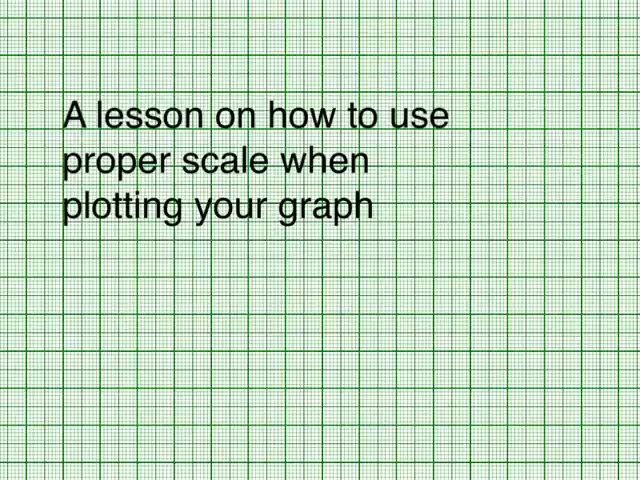 A lesson on how to use
proper scale when
plotting your graph